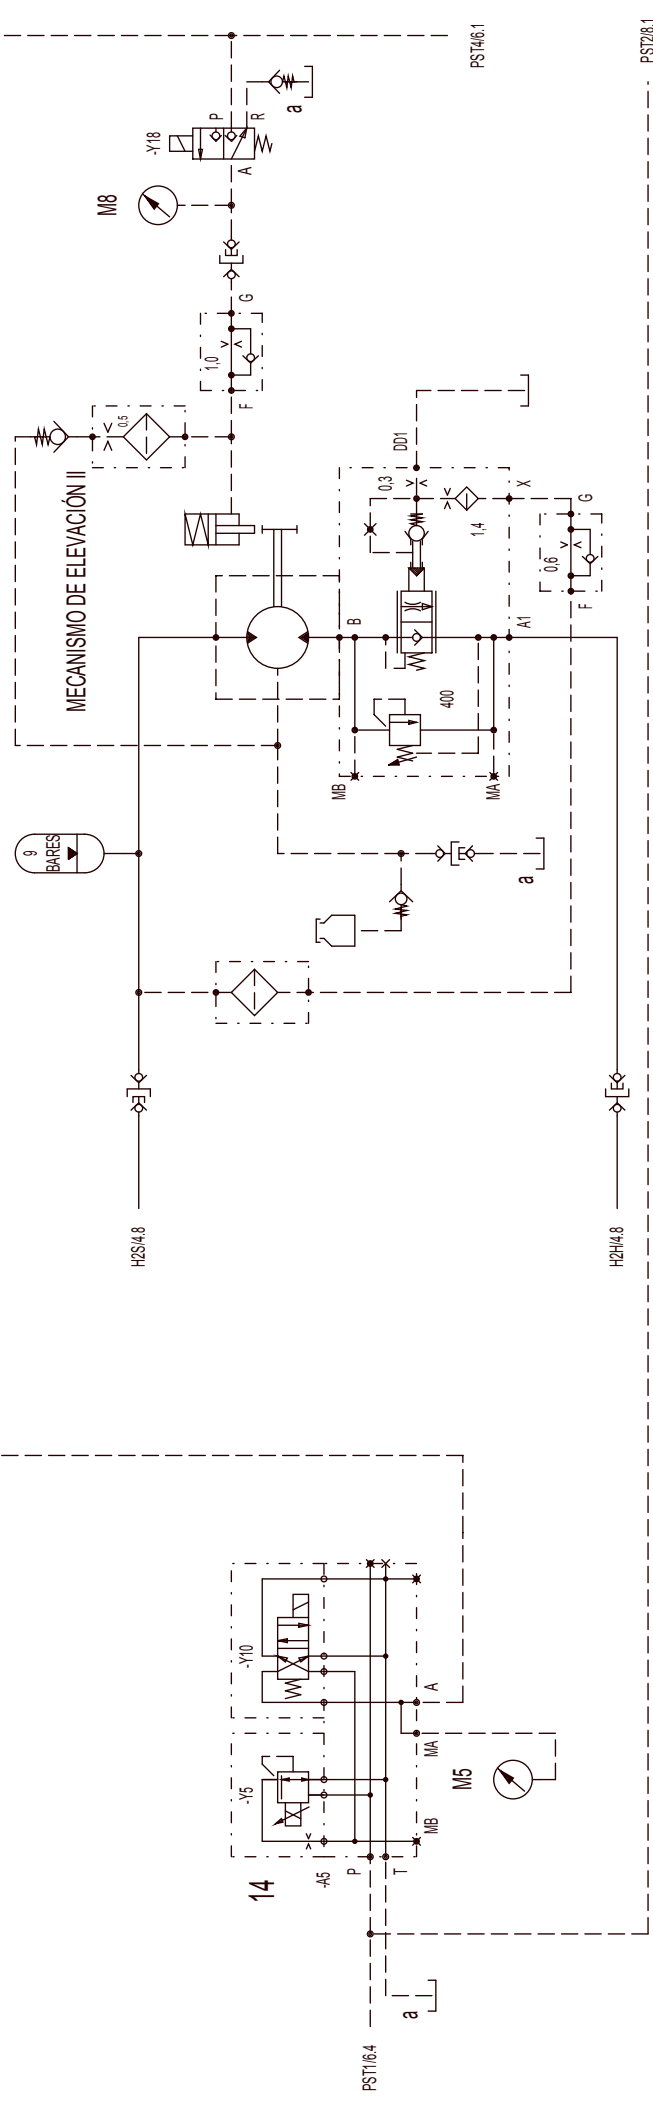 PST4/6.1
PST2/8.1
a
P
R
-Y18
A
M8
G
1,0
F
0,5
MECANISMO DE ELEVACIÓN II
DD1
0,3
X
1,4
G
0,6
F
B
A1
400
MB
MA
9
BARES
a
H2S/4.8
H2H/4.8
-Y10
A
-Y5
MA
M5
MB
14
-A5
P
T
a
PST1/6.4